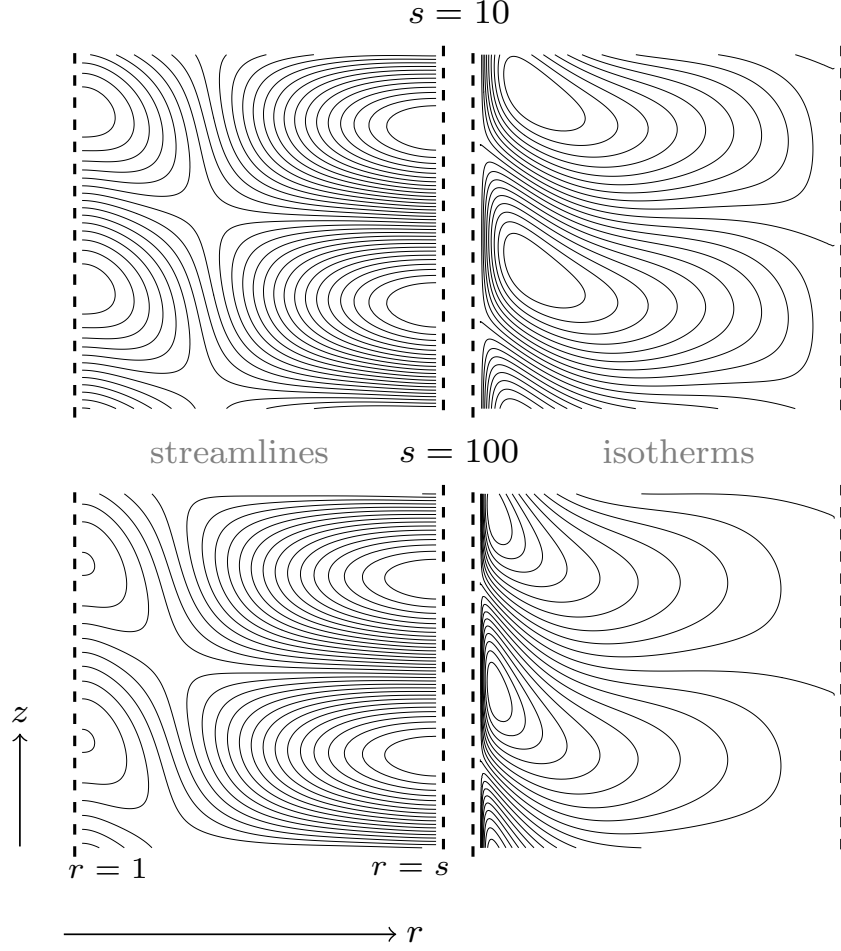 s = 10
streamlines s = 100 isotherms
z
r = 1 r = s
r